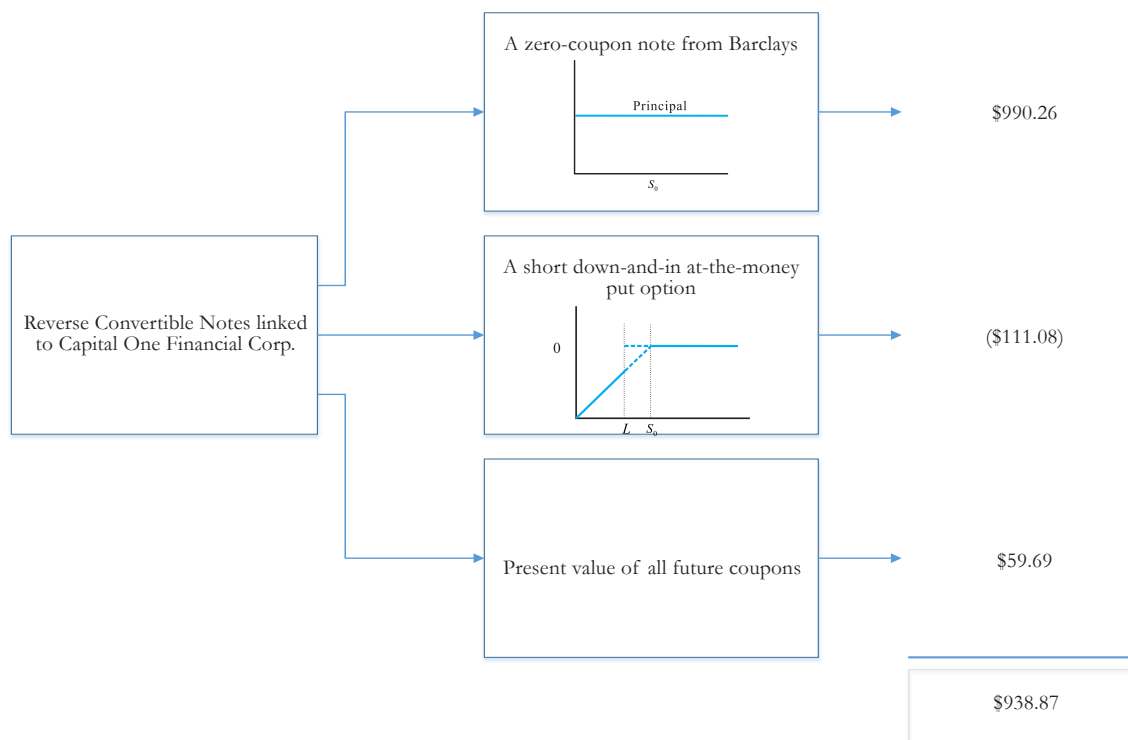 A zero-coupon note from Barclays
Principal
S₀
$990.26
Reverse Convertible Notes linked
to Capital One Financial Corp.
A short down-and-in at-the-money
put option
0
L S₀
($111.08)
Present value of all future coupons
$59.69
$938.87